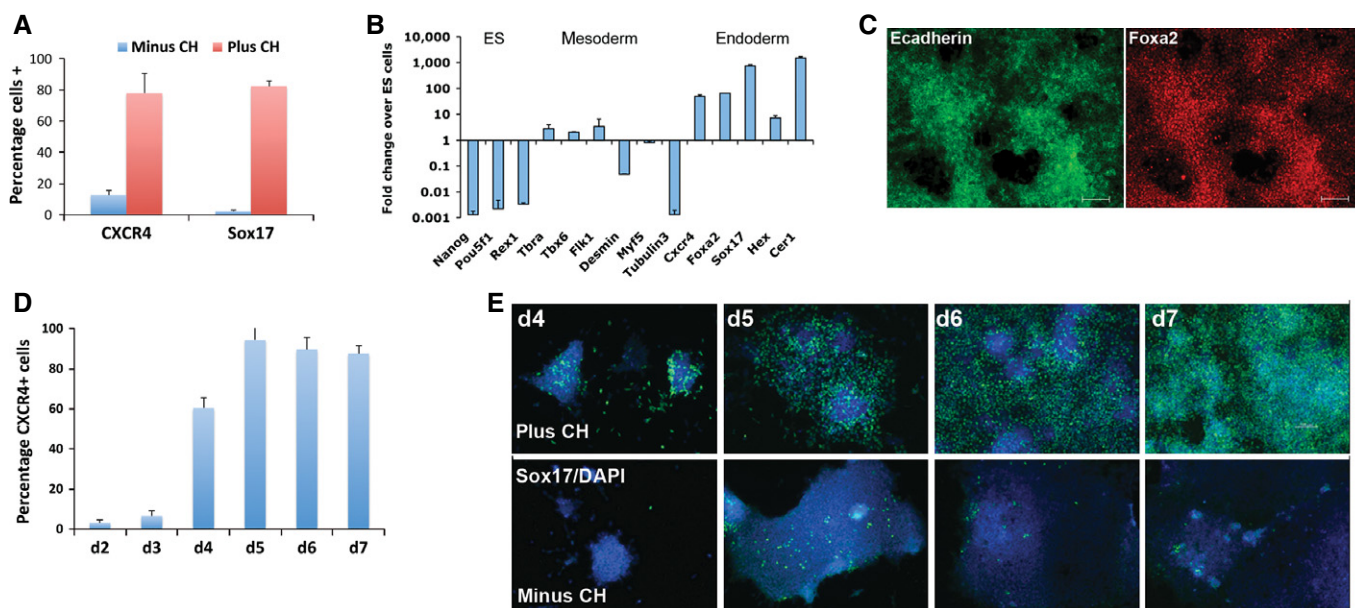 A
Minus CH Plus CH
Percentage cells +
100
80
60
40
20
0
CXCR4 Sox17
B
ES Mesoderm Endoderm
Fold change over ES cells
10,000
1,000
100
10
1
0.1
0.01
0.001
Nanog
Pou5f1
Rex1
Tbra
Tbx6
Flk1
Desmin
Myf5
Tubulin3
Cxcr4
Foxa2
Sox17
Hex
Cer1
C
Ecadherin
Foxa2
D
Percentage CXCR4+ cells
100
80
60
40
20
0
d2 d3 d4 d5 d6 d7
E
d4 d5 d6 d7
Plus CH
Sox17/DAPI
Minus CH